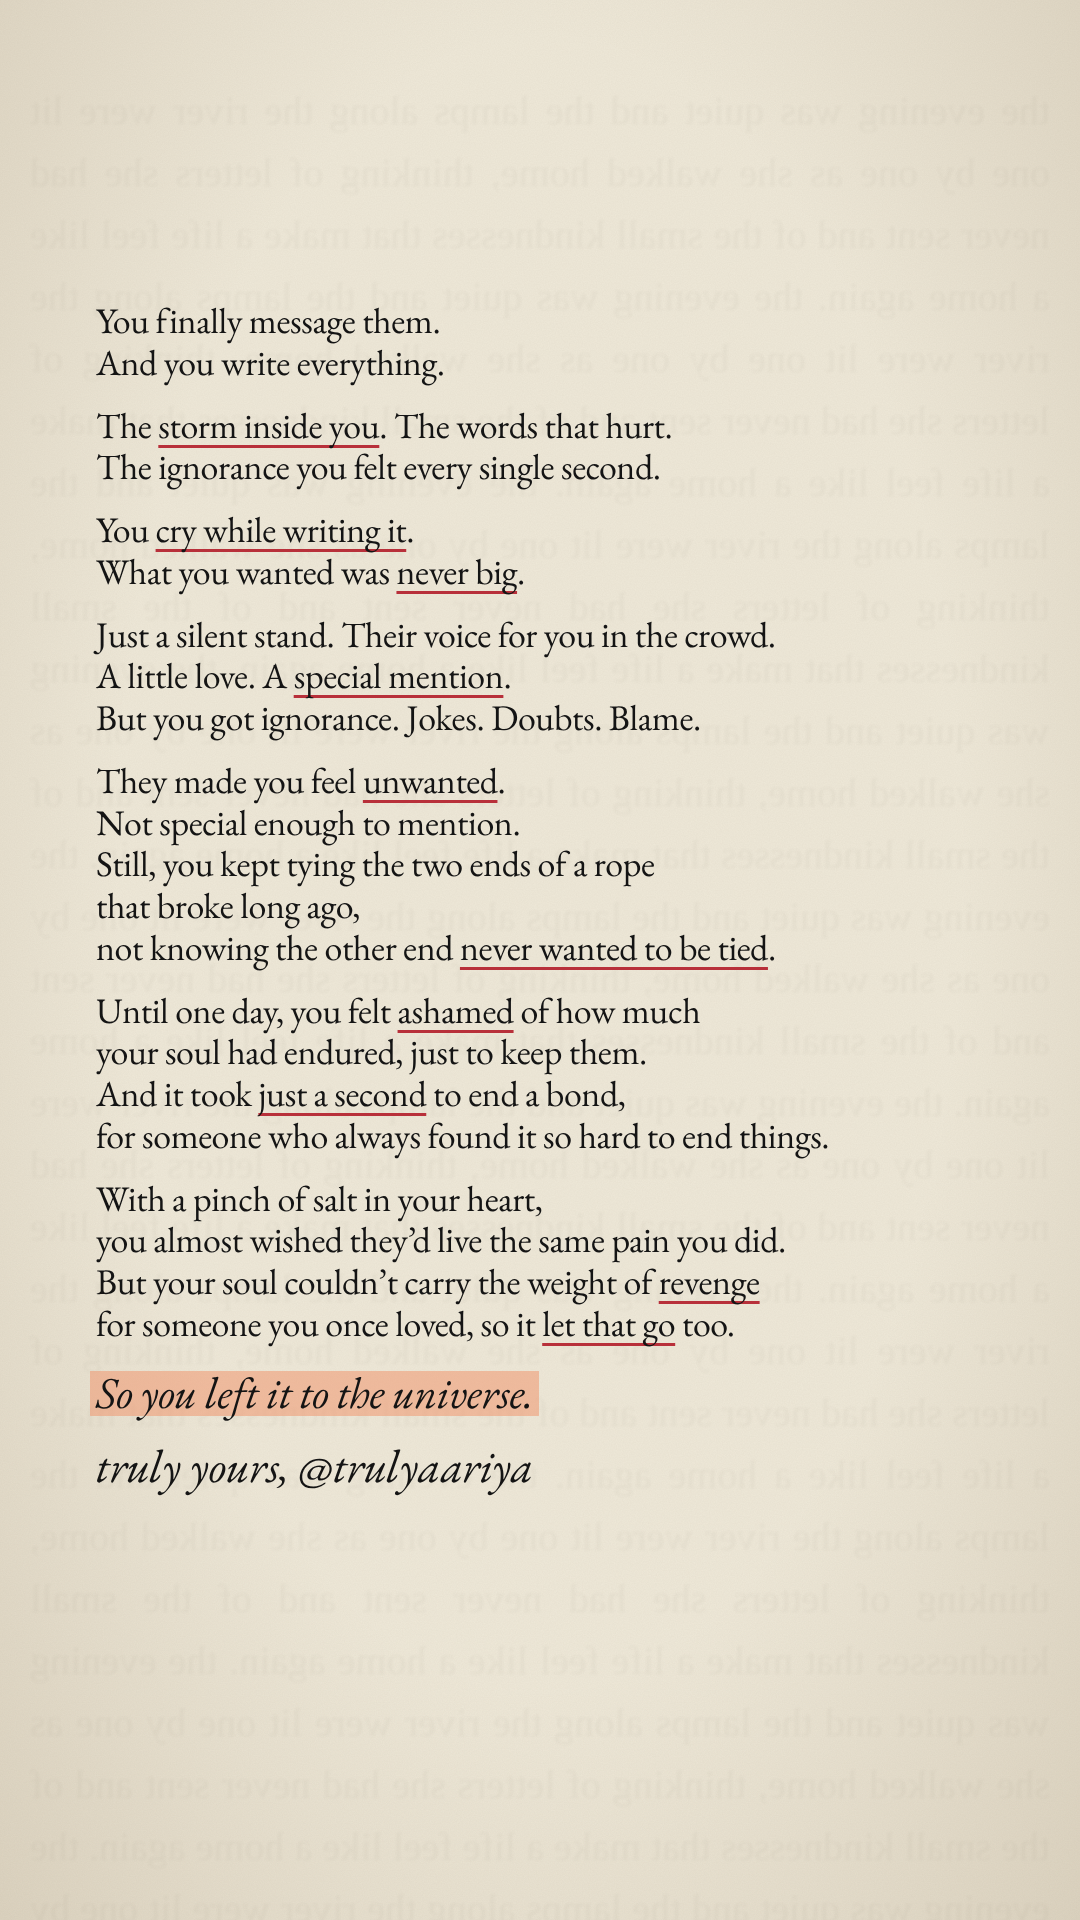 You finally message them.
And you write everything.
The storm inside you. The words that hurt.
The ignorance you felt every single second.
You cry while writing it.
What you wanted was never big.
Just a silent stand. Their voice for you in the crowd.
A little love. A special mention.
But you got ignorance. Jokes. Doubts. Blame.
They made you feel unwanted.
Not special enough to mention.
Still, you kept tying the two ends of a rope
that broke long ago,
not knowing the other end never wanted to be tied.
Until one day, you felt ashamed of how much
your soul had endured, just to keep them.
And it took just a second to end a bond,
for someone who always found it so hard to end things.
With a pinch of salt in your heart,
you almost wished they’d live the same pain you did.
But your soul couldn’t carry the weight of revenge
for someone you once loved, so it let that go too.
So you left it to the universe.
truly yours, @trulyaariya